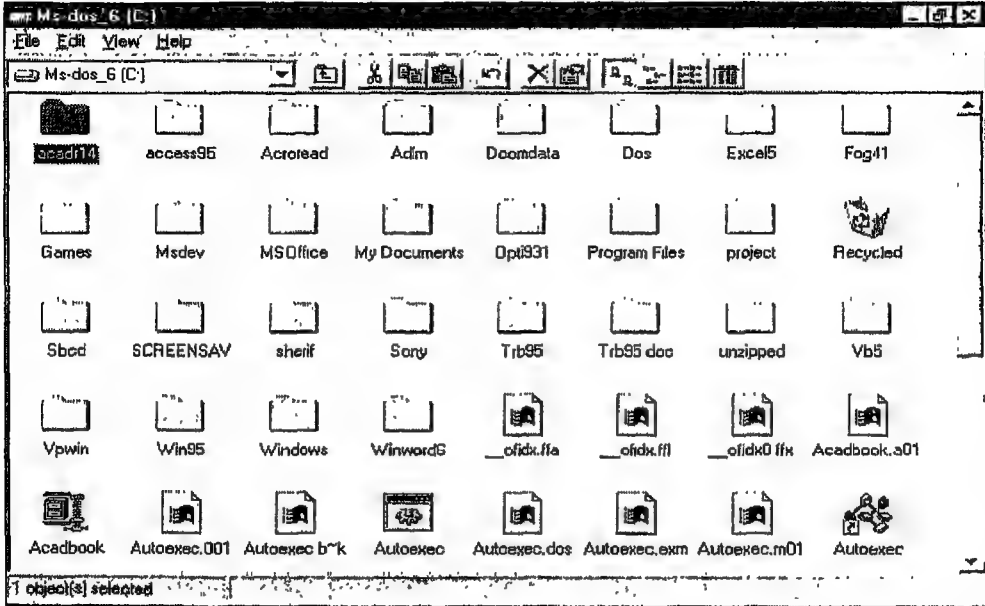 Ms-dos_6 (C:)
File Edit View Help
Ms-dos_6 (C:)
acadr14 access95 Acroread Adlm Doomdata Dos Excel5 Fog41
Games Msdev MSOffice My Documents Opti931 Program Files project Recycled
Sbcd SCREENSAV sherif Sony Trb95 Trb95 doc unzipped Vb5
Vpwin Win95 Windows Winword6 __ofidx.ffa __ofidx.ffl __ofidx0 ffx Acadbook.a01
Acadbook Autoexec.001 Autoexec b~k Autoexec Autoexec.dos Autoexec.exm Autoexec.m01 Autoexec
1 object(s) selected